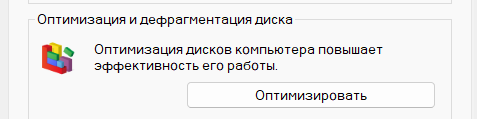 Оптимизация и дефрагментация диска
Оптимизация дисков компьютера повышает
эффективность его работы.
Оптимизировать